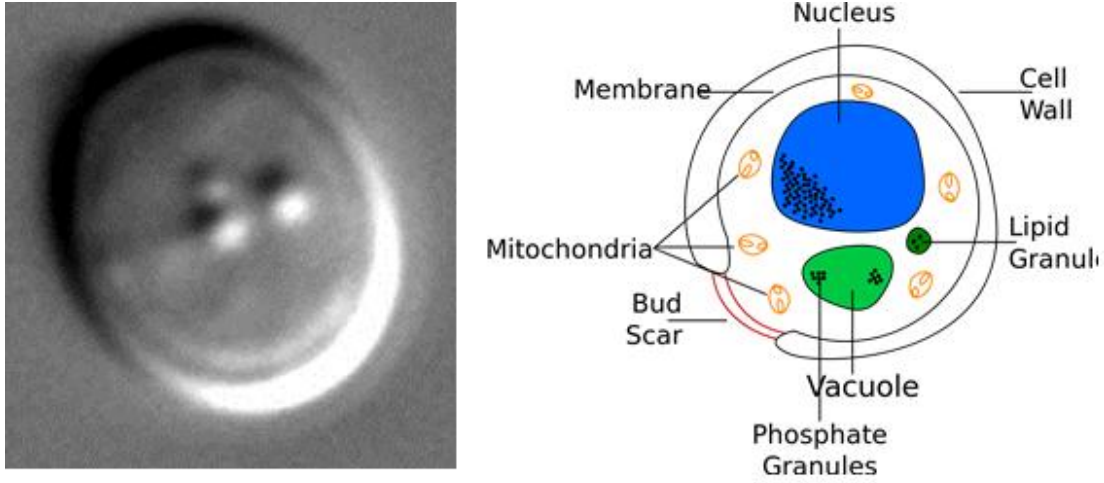 Nucleus
Membrane
Cell
Wall
Mitochondria
Lipid
Granul
Bud
Scar
Vacuole
Phosphate
Granules